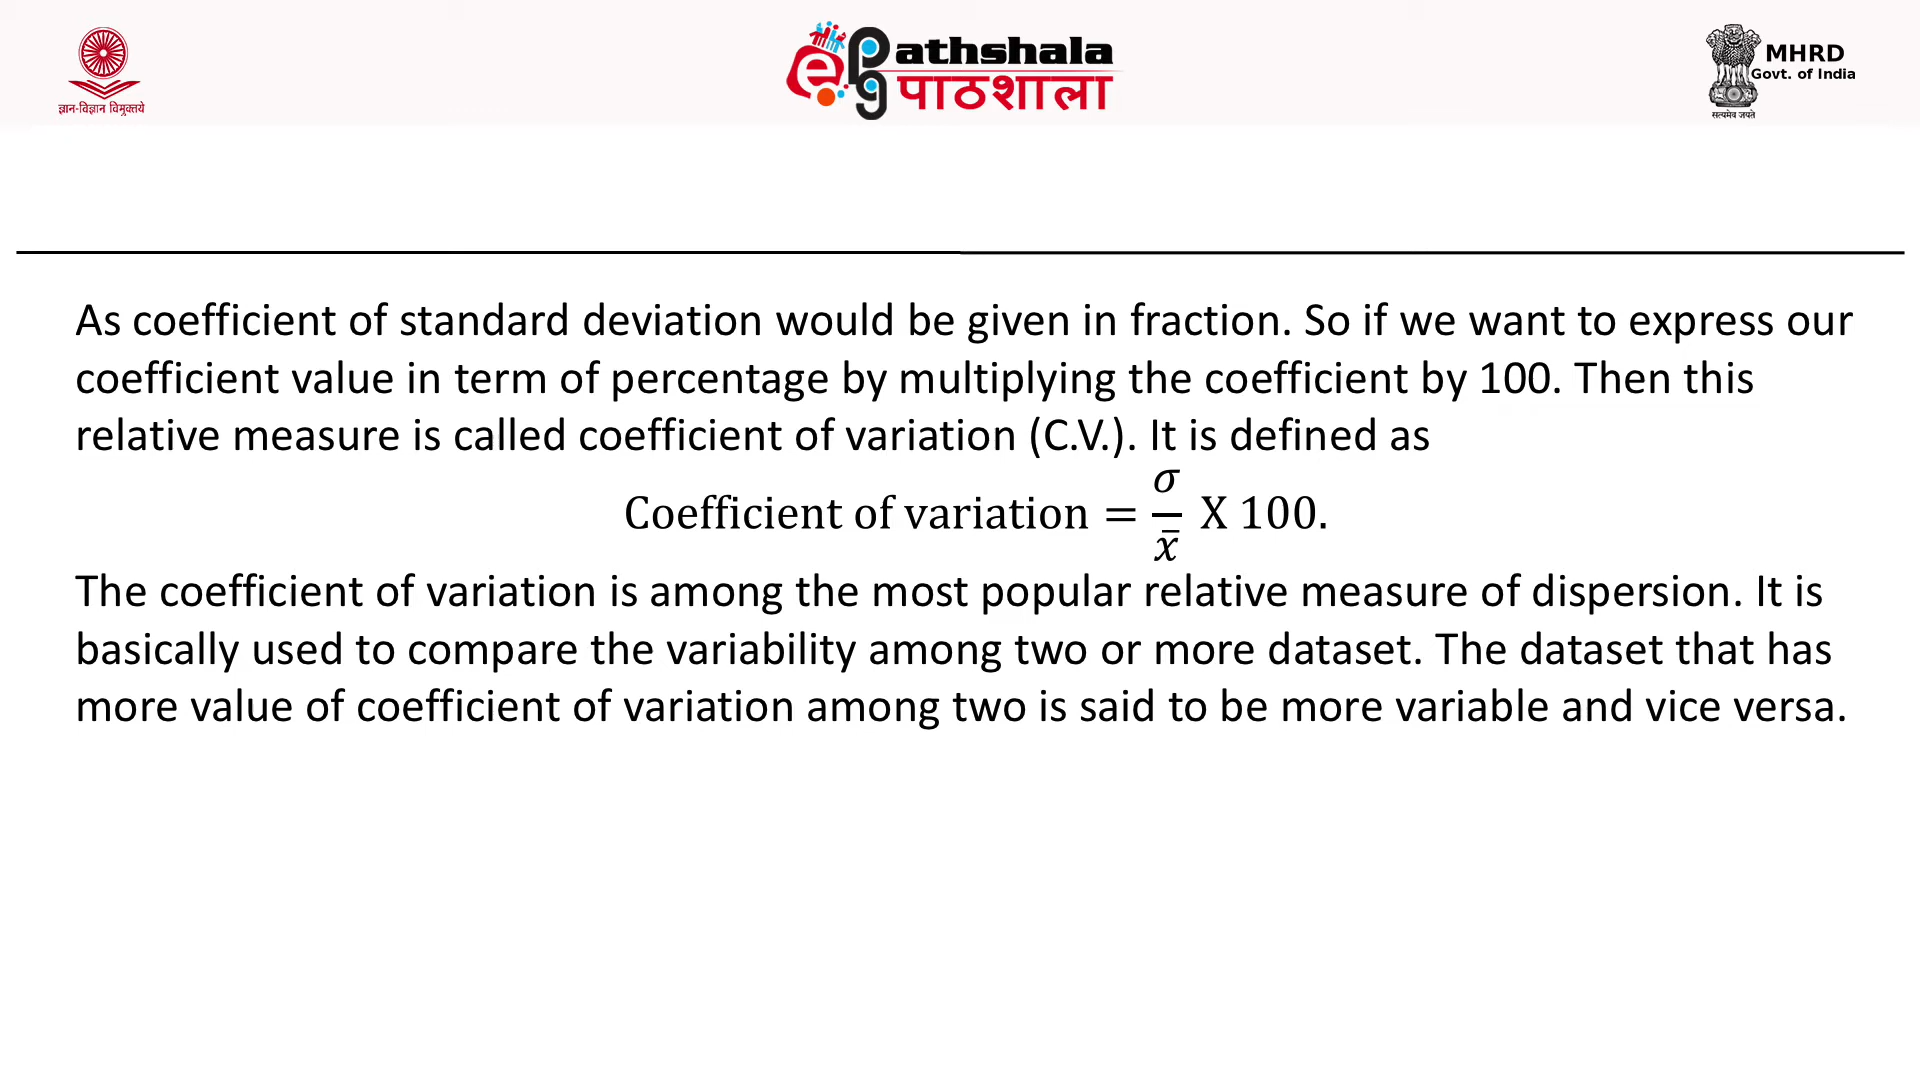 ज्ञान-विज्ञान विमुक्तये
e pg athshala
पाठशाला
MHRD
Govt. of India
सत्यमेव जयते
As coefficient of standard deviation would be given in fraction. So if we want to express our
coefficient value in term of percentage by multiplying the coefficient by 100. Then this
relative measure is called coefficient of variation (C.V.). It is defined as
Coefficient of variation = σ/x̄ X 100.
The coefficient of variation is among the most popular relative measure of dispersion. It is
basically used to compare the variability among two or more dataset. The dataset that has
more value of coefficient of variation among two is said to be more variable and vice versa.